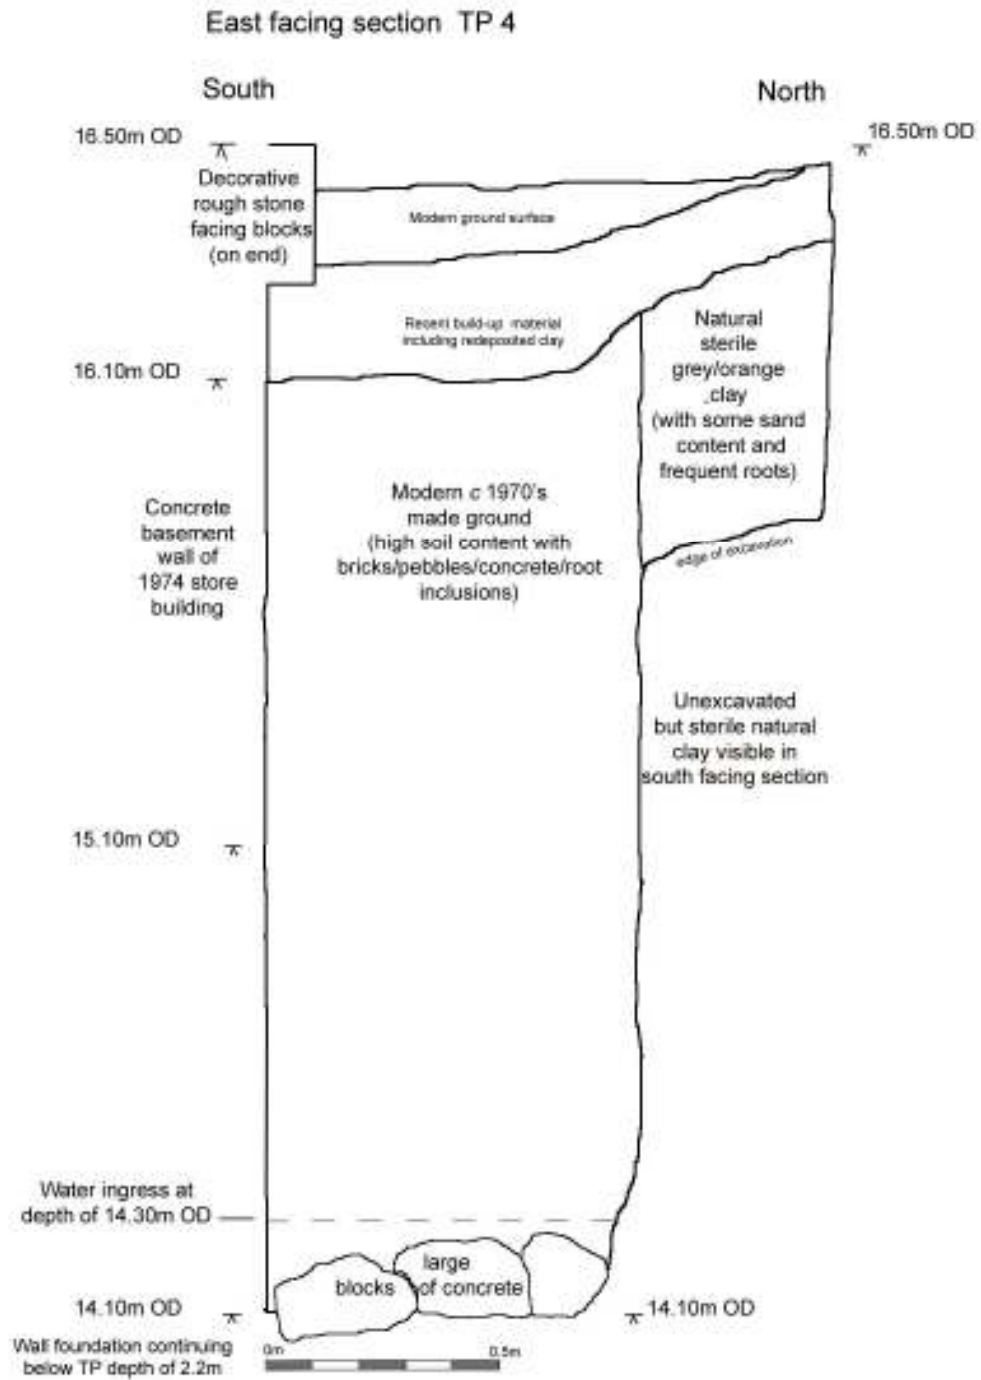 East facing section TP 4
South
North
16.50m OD
16.50m OD
Decorative
rough stone
facing blocks
(on end)
Modern ground surface
Recent build-up material
including redeposited clay
Natural
sterile
grey/orange
clay
(with some sand
content and
frequent roots)
16.10m OD
Concrete
basement
wall of
1974 store
building
Modern c 1970's
made ground
(high soil content with
bricks/pebbles/concrete/root
inclusions)
edge of excavation
Unexcavated
but sterile natural
clay visible in
south facing section
15.10m OD
Water ingress at
depth of 14.30m OD
large
blocks of concrete
14.10m OD
14.10m OD
Wall foundation continuing
below TP depth of 2.2m
0m 0.5m